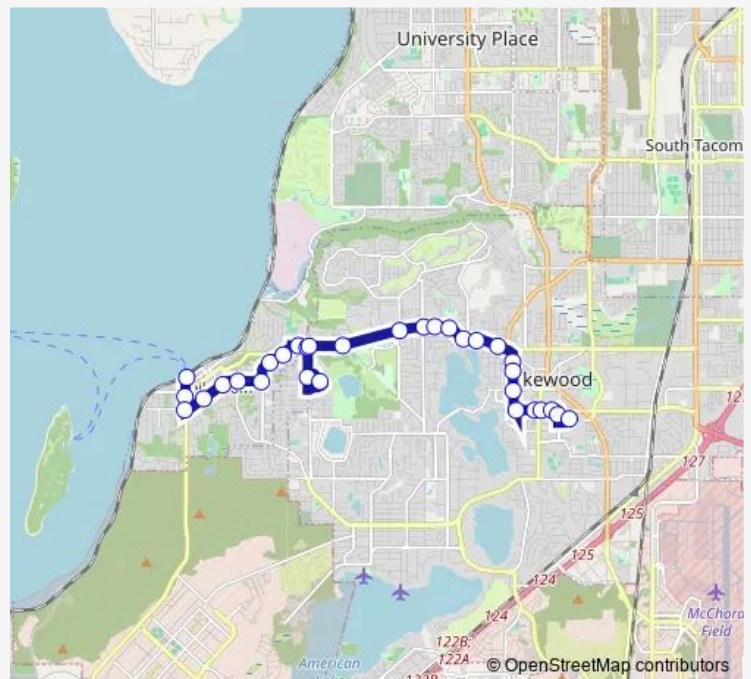 University Place
South Tacom
kewood
127
125
125
124
124
McChord
Field
122B;
122A
American
© OpenStreetMap contributors